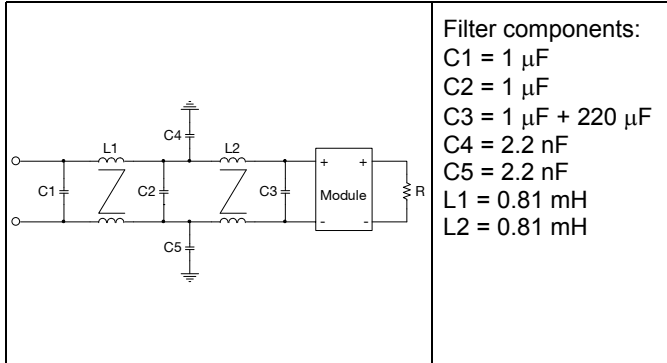 Filter components:
C1 = 1 μF
C2 = 1 μF
C3 = 1 μF + 220 μF
C4 = 2.2 nF
C5 = 2.2 nF
L1 = 0.81 mH
L2 = 0.81 mH
C4
L1
L2
C1
C2
C3
+ +
Module
- -
R
C5